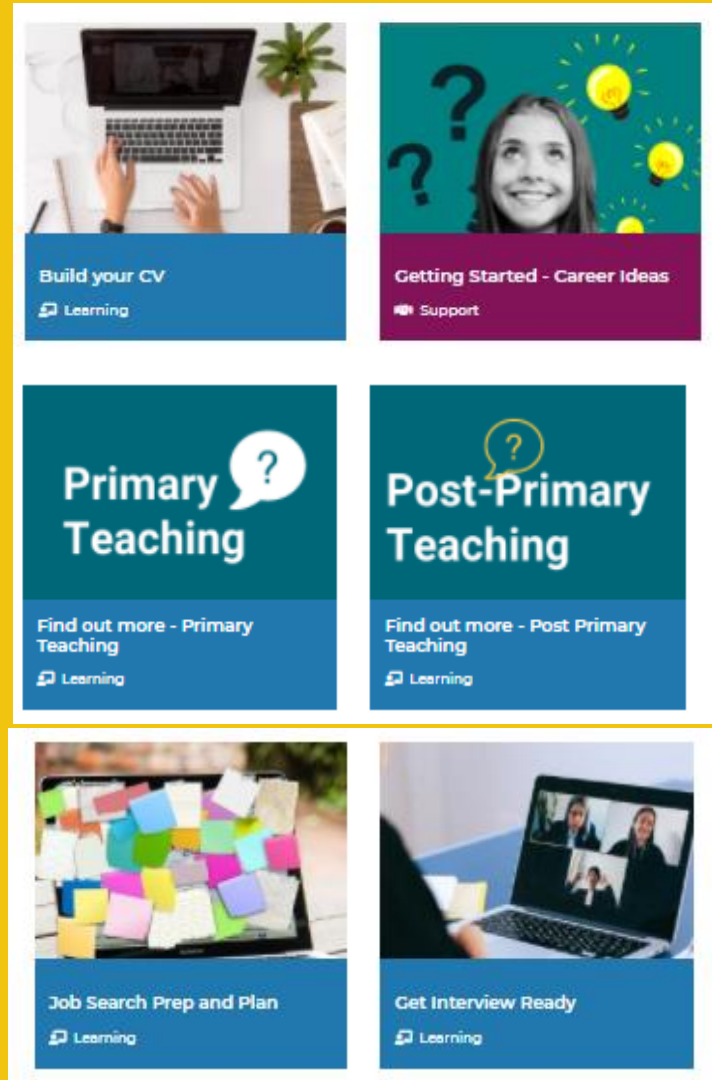 Build your CV
Learning
?
?
Getting Started - Career Ideas
Support
Primary
?
Teaching
Find out more - Primary
Teaching
Learning
?
Post-Primary
Teaching
Find out more - Post Primary
Teaching
Learning
Job Search Prep and Plan
Learning
Get Interview Ready
Learning